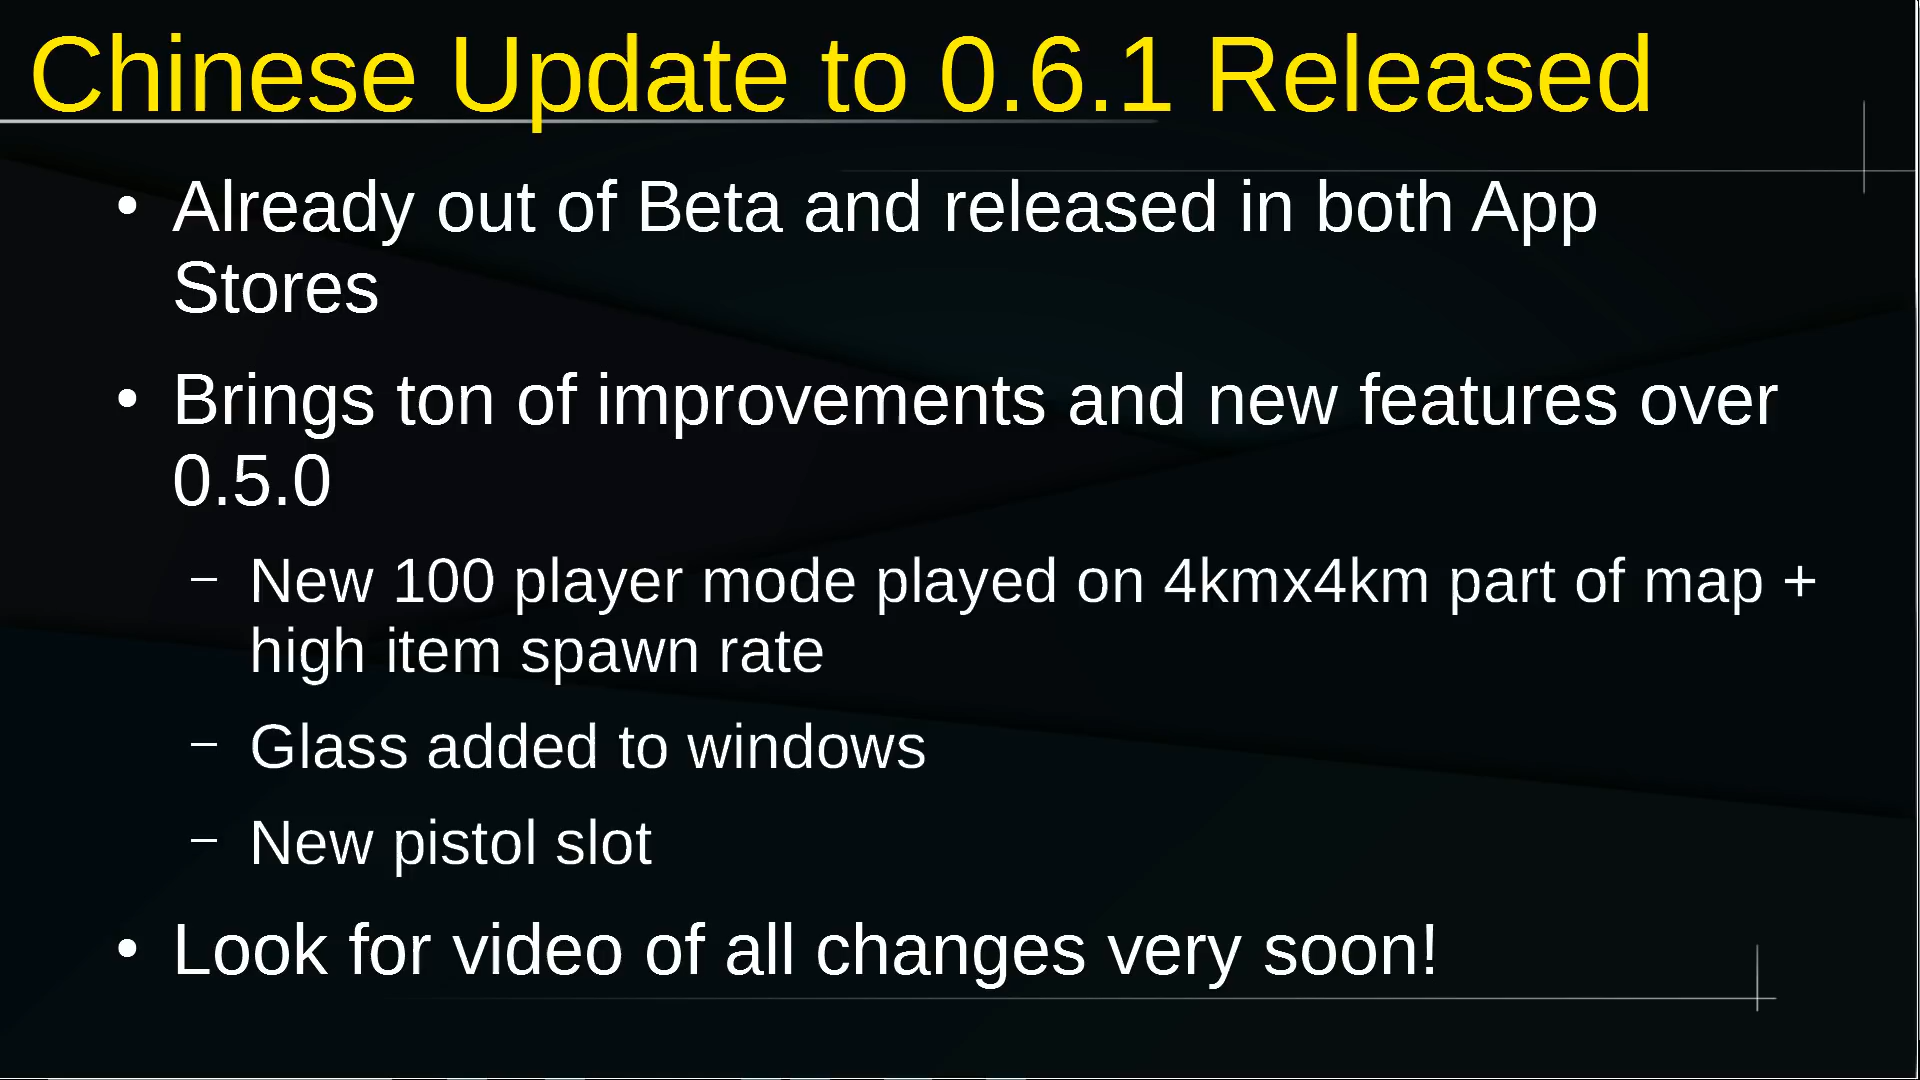 Chinese Update to 0.6.1 Released
• Already out of Beta and released in both App
Stores
• Brings ton of improvements and new features over
0.5.0
– New 100 player mode played on 4kmx4km part of map +
high item spawn rate
– Glass added to windows
– New pistol slot
• Look for video of all changes very soon!